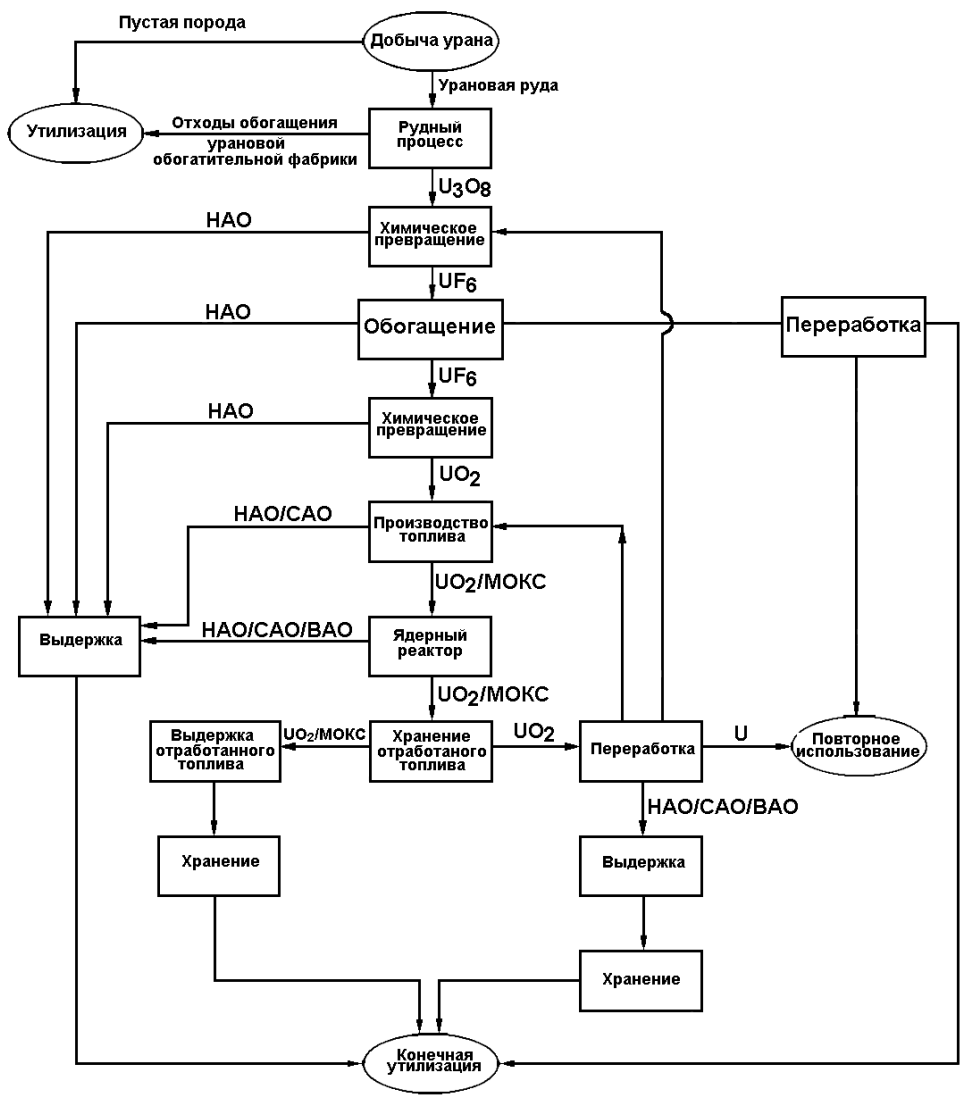 Пустая порода
Добыча урана
Урановая руда
Утилизация
Отходы обогащения
урановой
обогатительной фабрики
Рудный
процесс
U3O8
НАО
Химическое
превращение
UF6
НАО
Обогащение
Переработка
UF6
НАО
Химическое
превращение
UO2
НАО/САО
Производство
топлива
UO2/МОКС
Выдержка
НАО/САО/ВАО
Ядерный
реактор
UO2/МОКС
Выдержка
отработанного
топлива
UO2/МОКС
Хранение
отработаного
топлива
UO2
Переработка
U
Повторное
использование
НАО/САО/ВАО
Хранение
Выдержка
Хранение
Конечная
утилизация